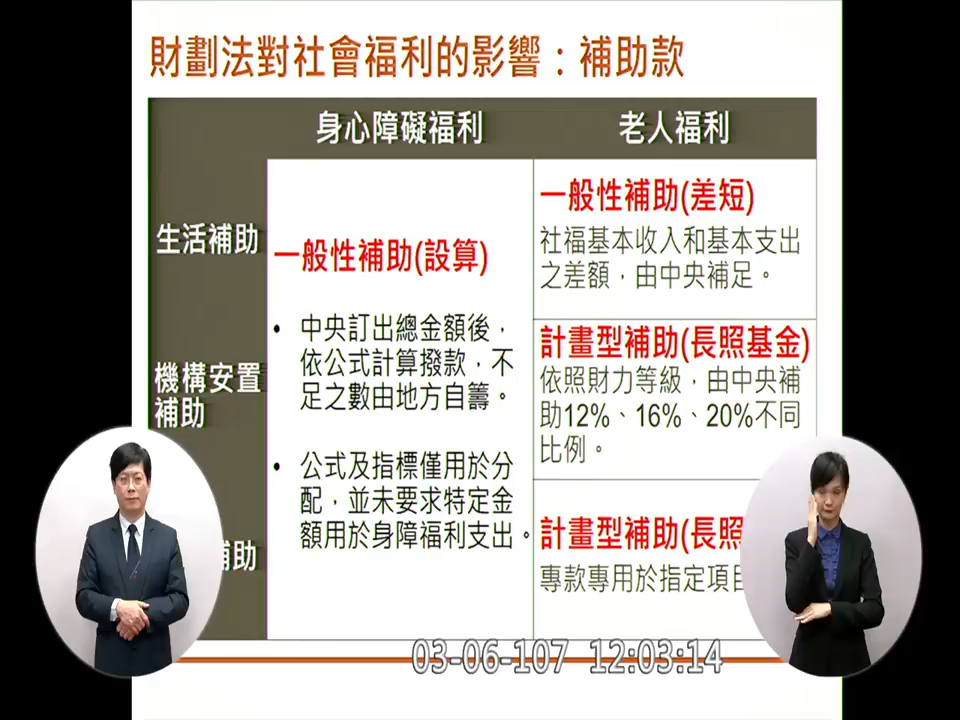 財劃法對社會福利的影響：補助款
身心障礙福利
老人福利
生活補助
機構安置
補助
補助
一般性補助(設算)
• 中央訂出總金額後，
依公式計算撥款，不
足之數由地方自籌。
• 公式及指標僅用於分
配，並未要求特定金
額用於身障福利支出。
一般性補助(差短)
社福基本收入和基本支出
之差額，由中央補足。
計畫型補助(長照基金)
依照財力等級，由中央補
助12%、16%、20%不同
比例。
計畫型補助(長照
專款專用於指定項目
03-06-107 12:03:14